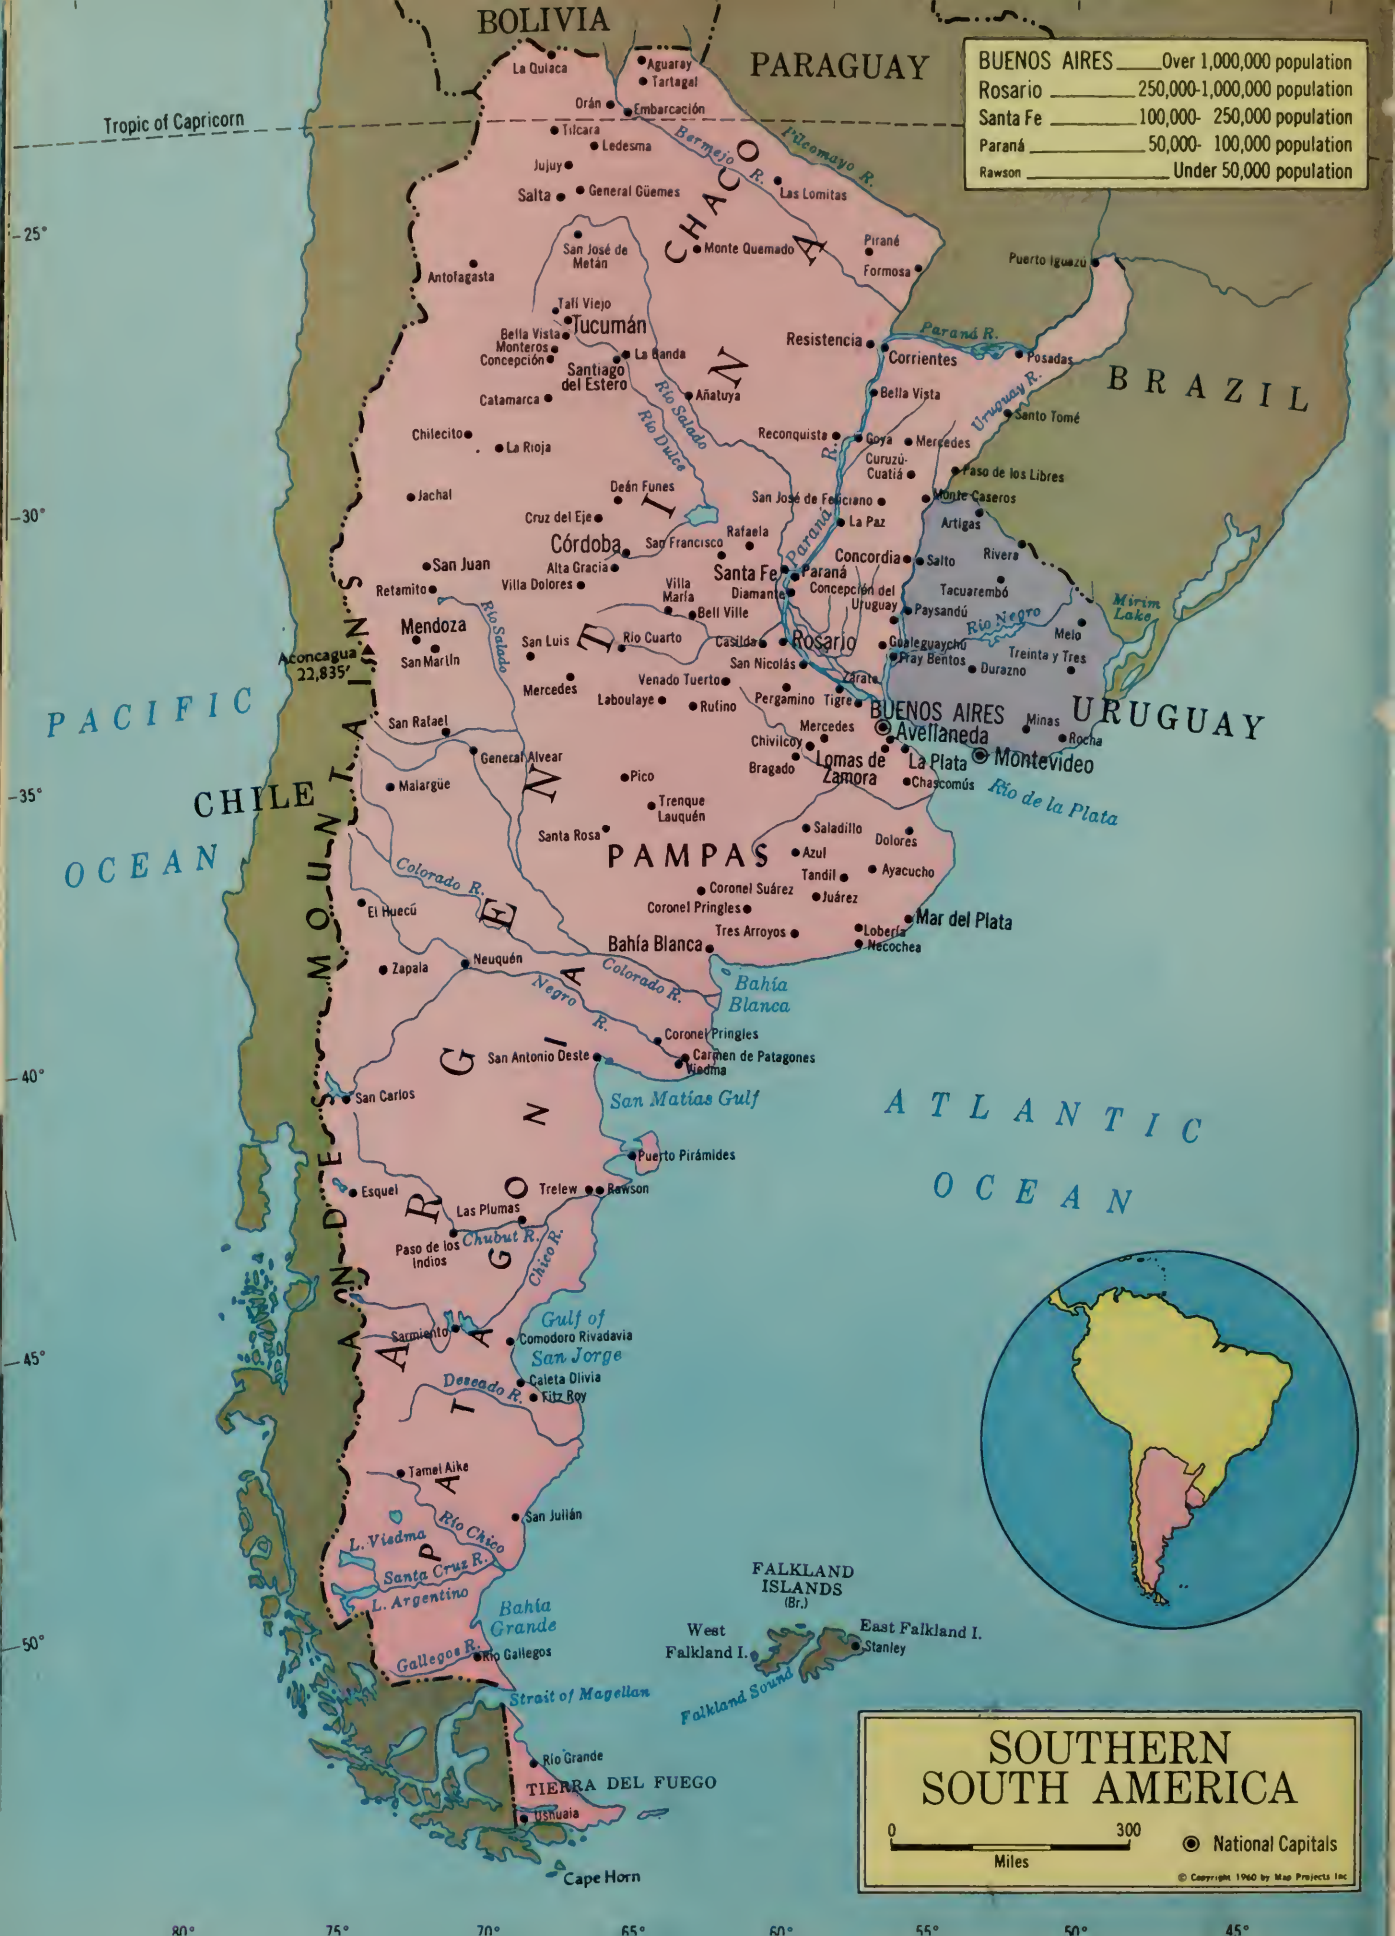 BOLIVIA
PARAGUAY
BUENOS AIRES Over 1,000,000 population
Rosario 250,000-1,000,000 population
Santa Fe 100,000- 250,000 population
Paraná 50,000- 100,000 population
Rawson Under 50,000 population
La Quiaca
Aguaray
Tartagal
Orán
Embarcación
Tropic of Capricorn
Tilcara
Ledesma
Bermejo R.
Pilcomayo R.
Jujuy
Salta
General Güemes
Las Lomitas
CHACO
25°
San José de
Metán
Monte Quemado
Pirané
Formosa
Puerto Iguazú
Antofagasta
Tafí Viejo
Tucumán
Bella Vista
Monteros
Concepción
La Banda
Santiago
del Estero
Resistencia
Corrientes
Paraná R.
Posadas
BRAZIL
Catamarca
Río Salado
Río Dulce
Añatuya
Bella Vista
Uruguay R.
Santo Tomé
Chilecito
La Rioja
Reconquista
Goya
Mercedes
Curuzú-
Cuatiá
Paso de los Libres
Jachal
Deán Funes
San José de Feliciano
Monte Caseros
30°
Cruz del Eje
La Paz
Artigas
Paraná R.
Córdoba
San Francisco
Rafaela
Rivera
San Juan
Alta Gracia
Santa Fe
Paraná
Concordia
Salto
Retamito
Villa Dolores
Villa
María
Bell Ville
Diamante
Concepción del
Uruguay
Paysandú
Tacuarembó
Mirim
Lake
Mendoza
Río Salado
San Luis
Río Cuarto
Casilda
Rosario
Gualeguaychú
Río Negro
Melo
Aconcagua
22,835'
San Martín
San Nicolás
Fray Bentos
Durazno
Treinta y Tres
Mercedes
Venado Tuerto
Zárate
Laboulaye
Rufino
Pergamino
Tigre
PACIFIC
OCEAN
San Rafael
BUENOS AIRES
Minas
URUGUAY
Mercedes
Avellaneda
Rocha
General Alvear
Chivilcoy
Bragado
Lomas de
Zamora
La Plata
Montevideo
Malargüe
Pico
Chascomús
Río de la Plata
CHILE
35°
Trenque
Lauquén
Santa Rosa
Saladillo
Dolores
PAMPAS
Azul
Colorado R.
Tandil
Ayacucho
Coronel Suárez
Juárez
El Huecú
Coronel Pringles
Mar del Plata
Tres Arroyos
Lobería
Necochea
Bahía Blanca
Zapala
Neuquén
Colorado R.
Bahía
Blanca
Negro R.
Coronel Pringles
San Antonio Oeste
Carmen de Patagones
Viedma
40°
San Carlos
San Matías Gulf
ATLANTIC
OCEAN
Puerto Pirámides
Esquel
Trelew
Rawson
Las Plumas
Paso de los
Indios
Chubut R.
Chico R.
ANDES MOUNTAINS
ARGENTINA
PATAGONIA
Gulf of
San Jorge
Sarmiento
Comodoro Rivadavia
45°
Caleta Olivia
Deseado R.
Fitz Roy
Tamel Aike
San Julián
Río Chico
L. Viedma
Santa Cruz R.
L. Argentino
Bahía
Grande
50°
Gallegos R.
Río Gallegos
FALKLAND
ISLANDS
(Br.)
West
Falkland I.
East Falkland I.
Stanley
Falkland Sound
Strait of Magellan
Río Grande
TIERRA DEL FUEGO
Ushuaia
Cape Horn
SOUTHERN
SOUTH AMERICA
0 300
Miles
National Capitals
© Copyright 1960 by Map Projects Inc
80° 75° 70° 65° 60° 55° 50° 45°